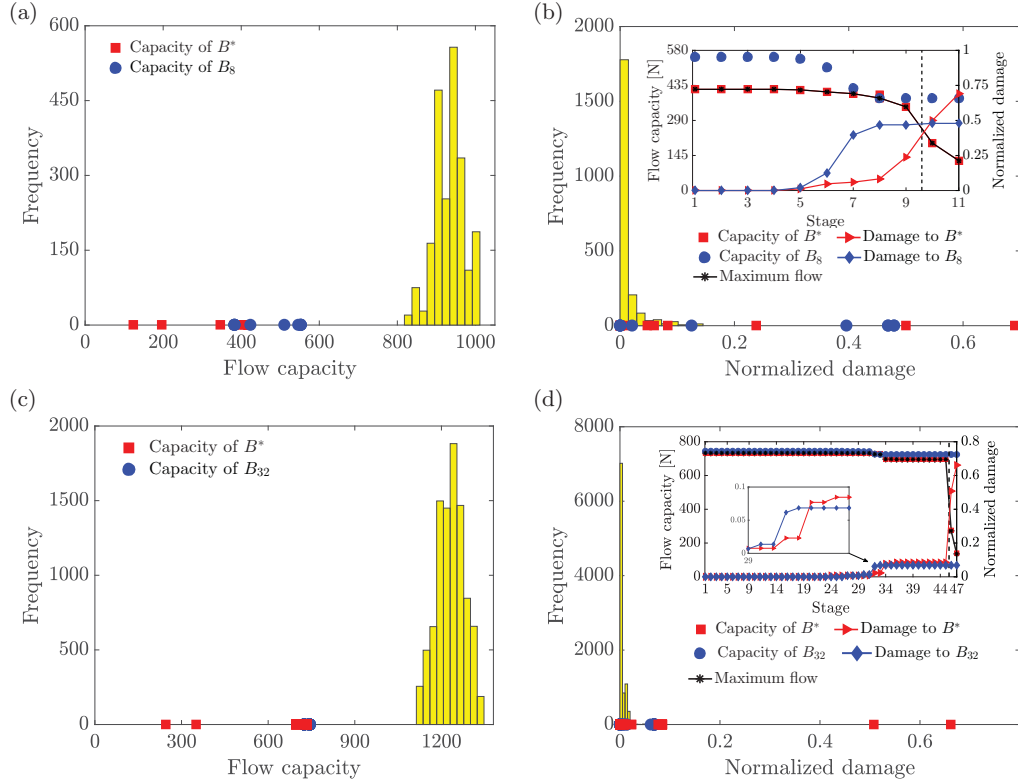 (a)
600
450
300
150
0
Frequency
Capacity of B*
Capacity of B8
0 200 400 600 800 1000
Flow capacity
(b)
2000
1500
1000
500
0
Frequency
580
435
290
145
0
Flow capacity [N]
1
0.75
0.5
0.25
0
Normalized damage
1 3 5 7 9 11
Stage
Capacity of B* Damage to B*
Capacity of B8 Damage to B8
Maximum flow
0 0.2 0.4 0.6
Normalized damage
(c)
2000
1500
1000
500
0
Frequency
Capacity of B*
Capacity of B32
0 300 600 900 1200
Flow capacity
(d)
8000
6000
4000
2000
0
Frequency
800
600
400
200
0
Flow capacity [N]
0.8
0.6
0.4
0.2
0
Normalized damage
0.1
0.05
0
29
1 5 9 14 19 24 29 34 39 44 47
Stage
Capacity of B* Damage to B*
Capacity of B32 Damage to B32
Maximum flow
0 0.20 0.40 0.60
Normalized damage